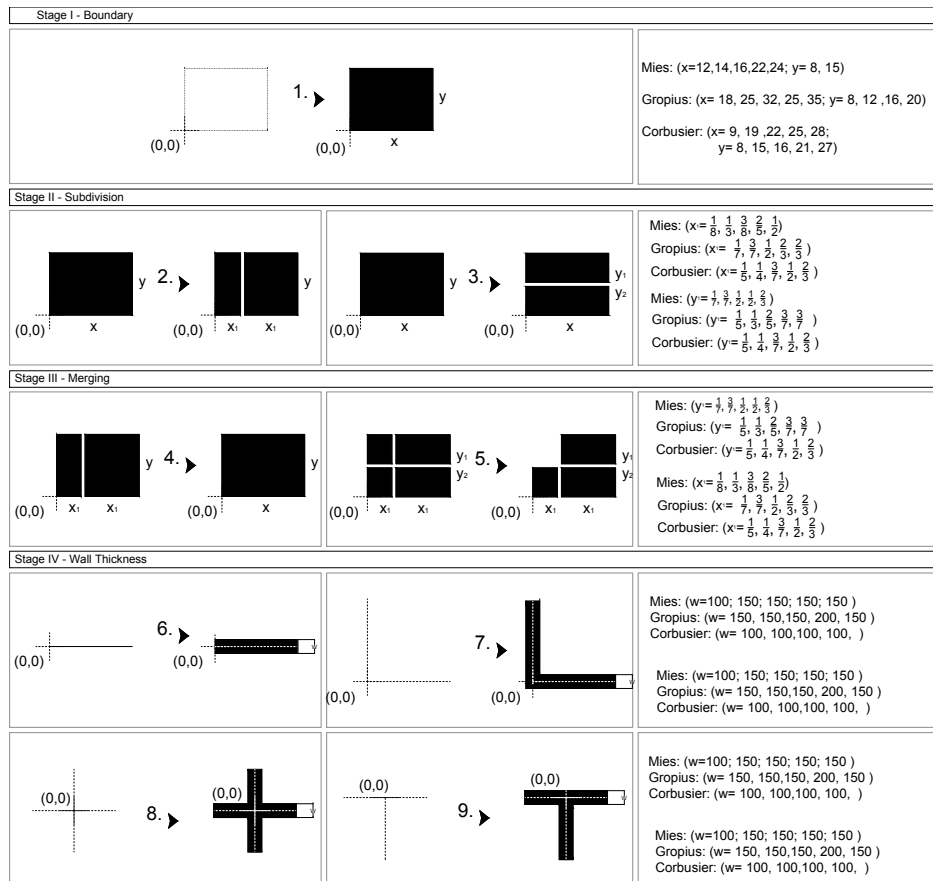 Stage I - Boundary
1.
y
(0,0)
(0,0)
x
Mies: (x=12,14,16,22,24; y= 8, 15)
Gropius: (x= 18, 25, 32, 25, 35; y= 8, 12 ,16, 20)
Corbusier: (x= 9, 19 ,22, 25, 28;
y= 8, 15, 16, 21, 27)
Stage II - Subdivision
2.
y
y
(0,0)
x
(0,0)
x1
x1
3.
y
y1
y2
(0,0)
x
(0,0)
x
Mies: (x¹= 1/8, 1/3, 3/8, 2/5, 1/2)
Gropius: (x¹= 1/7, 3/7, 1/2, 2/3, 2/3 )
Corbusier: (x¹= 1/5, 1/4, 3/7, 1/2, 2/3 )
Mies: (y¹= 1/7, 3/7, 1/2, 1/2, 2/3 )
Gropius: (y¹= 1/5, 1/3, 2/5, 3/7, 3/7 )
Corbusier: (y¹= 1/5, 1/4, 3/7, 1/2, 2/3 )
Stage III - Merging
4.
y
y
(0,0)
x1
x1
(0,0)
x
5.
y1
y2
y1
y2
(0,0)
x1
x1
(0,0)
x1
x1
Mies: (y¹= 1/7, 3/7, 1/2, 1/2, 2/3 )
Gropius: (y¹= 1/5, 1/3, 2/5, 3/7, 3/7 )
Corbusier: (y¹= 1/5, 1/4, 3/7, 1/2, 2/3 )
Mies: (x¹= 1/8, 1/3, 3/8, 2/5, 1/2)
Gropius: (x¹= 1/7, 3/7, 1/2, 2/3, 2/3 )
Corbusier: (x¹= 1/5, 1/4, 3/7, 1/2, 2/3 )
Stage IV - Wall Thickness
6.
(0,0)
(0,0)
w
7.
(0,0)
(0,0)
w
Mies: (w=100; 150; 150; 150; 150 )
Gropius: (w= 150, 150,150, 200, 150 )
Corbusier: (w= 100, 100,100, 100, )
Mies: (w=100; 150; 150; 150; 150 )
Gropius: (w= 150, 150,150, 200, 150 )
Corbusier: (w= 100, 100,100, 100, )
(0,0)
8.
(0,0)
w
(0,0)
9.
(0,0)
w
Mies: (w=100; 150; 150; 150; 150 )
Gropius: (w= 150, 150,150, 200, 150 )
Corbusier: (w= 100, 100,100, 100, )
Mies: (w=100; 150; 150; 150; 150 )
Gropius: (w= 150, 150,150, 200, 150 )
Corbusier: (w= 100, 100,100, 100, )